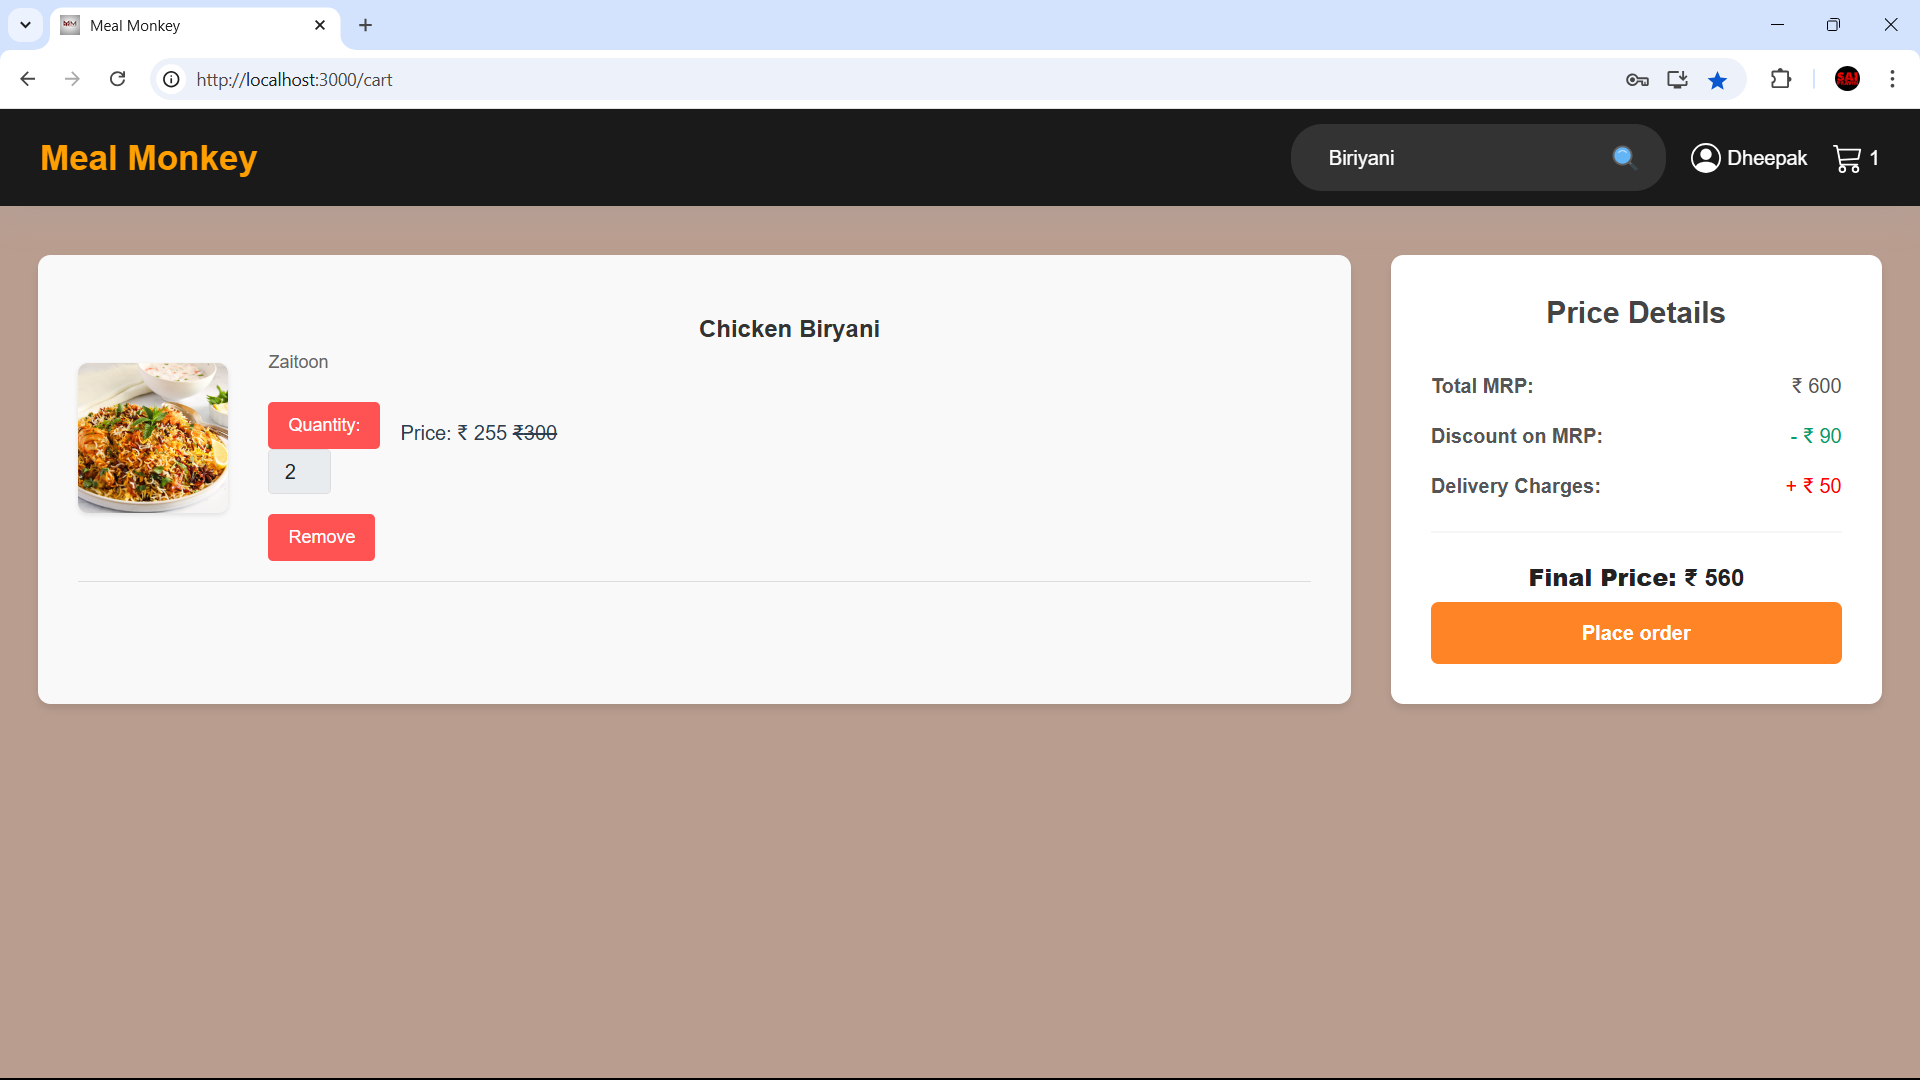 Meal Monkey
http://localhost:3000/cart
SAI
Meal Monkey
Biriyani
Dheepak
1
Chicken Biryani
Zaitoon
Quantity:
Price: ₹ 255 ₹300
2
Remove
Price Details
Total MRP: ₹ 600
Discount on MRP: - ₹ 90
Delivery Charges: + ₹ 50
Final Price: ₹ 560
Place order